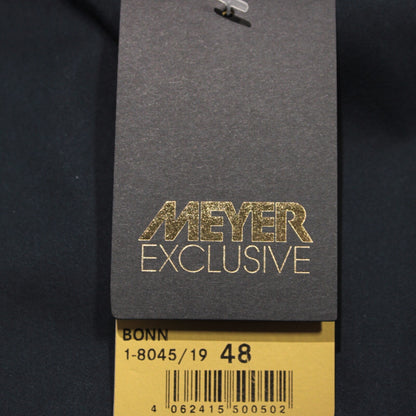 MEYER
EXCLUSIVE
BONN
1-8045/19 48
4 062415 500502